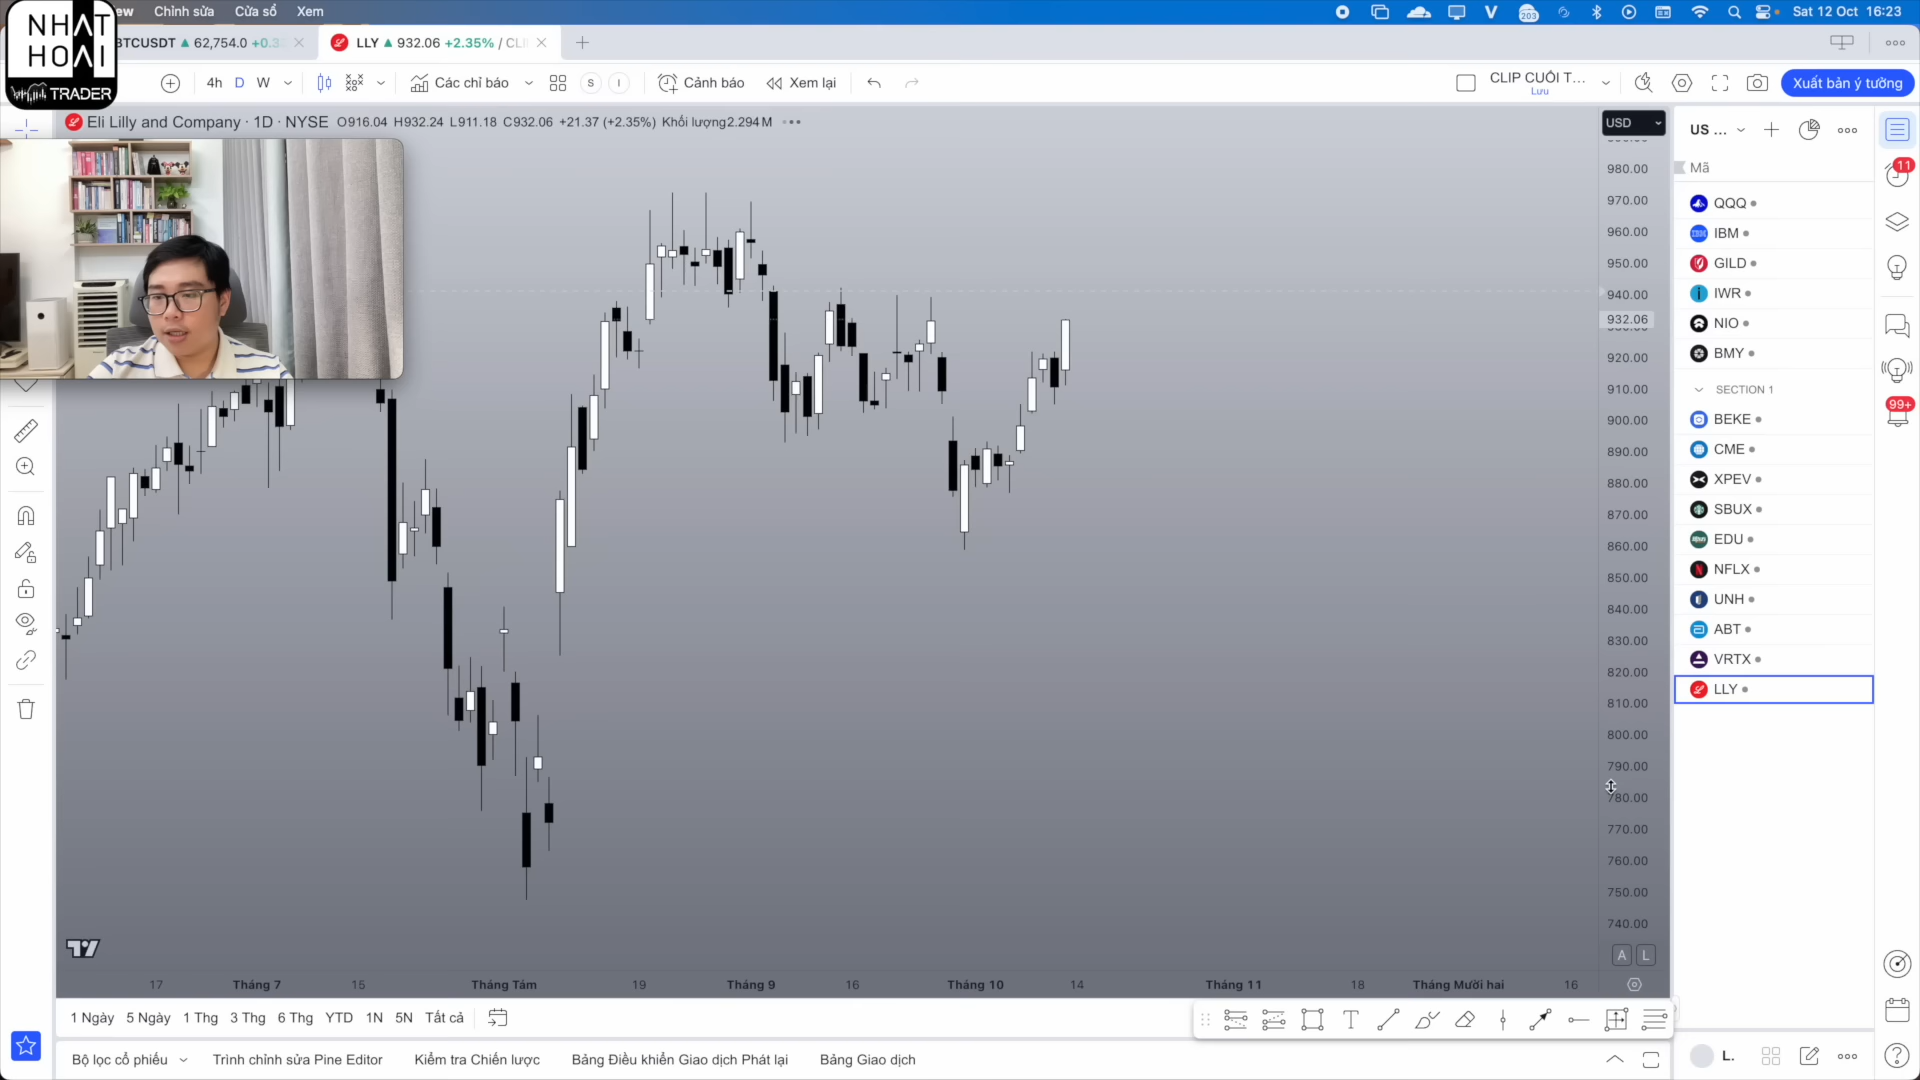 NHAT
HOAI
TRADER
ew Chỉnh sửa Cửa sổ Xem
203
Sat 12 Oct 16:23
BTCUSDT 62,754.0 +0.3
LLY 932.06 +2.35% / CLI
4h D W
Các chỉ báo
S I
Cảnh báo
Xem lại
CLIP CUỐI T...
Lưu
Xuất bản ý tưởng
Eli Lilly and Company · 1D · NYSE O916.04 H932.24 L911.18 C932.06 +21.37 (+2.35%) Khối lượng2.294M
USD
980.00
970.00
960.00
950.00
940.00
932.06
920.00
910.00
900.00
890.00
880.00
870.00
860.00
850.00
840.00
830.00
820.00
810.00
800.00
790.00
780.00
770.00
760.00
750.00
740.00
A L
17 Tháng 7 15 Tháng Tám 19 Tháng 9 16 Tháng 10 14 Tháng 11 18 Tháng Mười hai 16
US ...
Mã
QQQ
IBM
GILD
IWR
NIO
BMY
SECTION 1
BEKE
CME
XPEV
SBUX
EDU
NFLX
UNH
ABT
VRTX
LLY
11
99+
1 Ngày 5 Ngày 1 Thg 3 Thg 6 Thg YTD 1N 5N Tất cả
Bộ lọc cổ phiếu Trình chỉnh sửa Pine Editor Kiểm tra Chiến lược Bảng Điều khiển Giao dịch Phát lại Bảng Giao dịch
L.